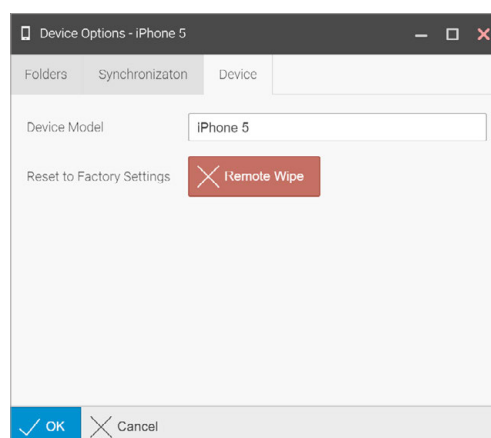 Device Options - iPhone 5
Folders Synchronizaton Device
Device Model iPhone 5
Reset to Factory Settings Remote Wipe
OK Cancel